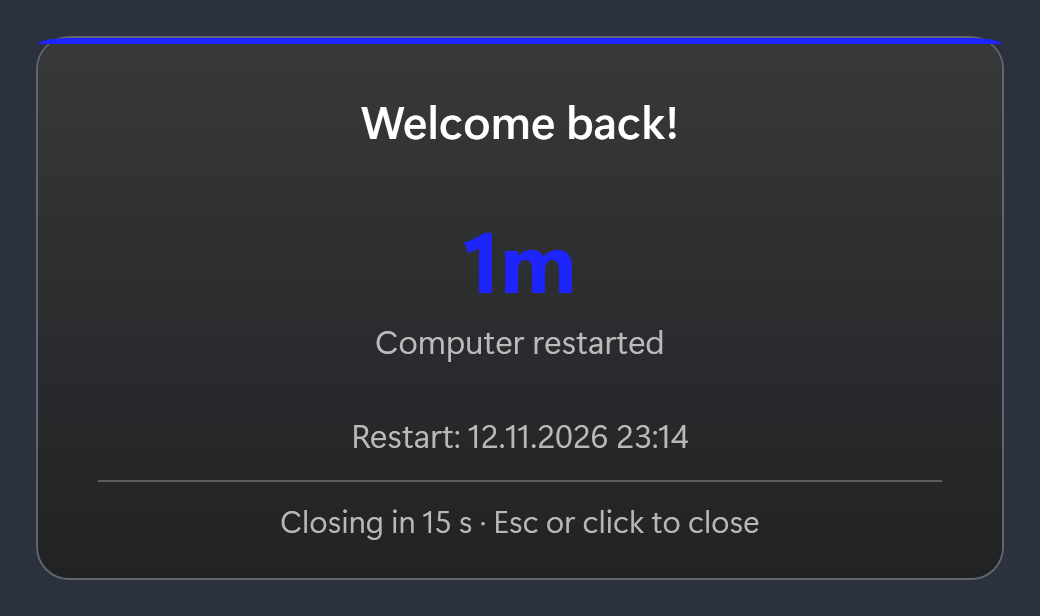 Welcome back!
1m
Computer restarted
Restart: 12.11.2026 23:14
Closing in 15 s · Esc or click to close